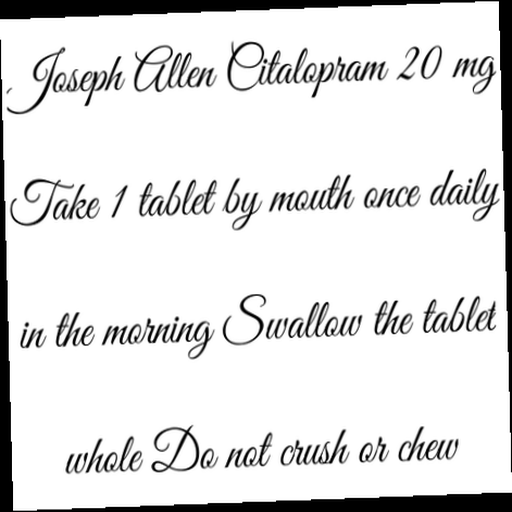 Joseph Allen Citalopram 20 mg
Take 1 tablet by mouth once daily
in the morning Swallow the tablet
whole Do not crush or chew